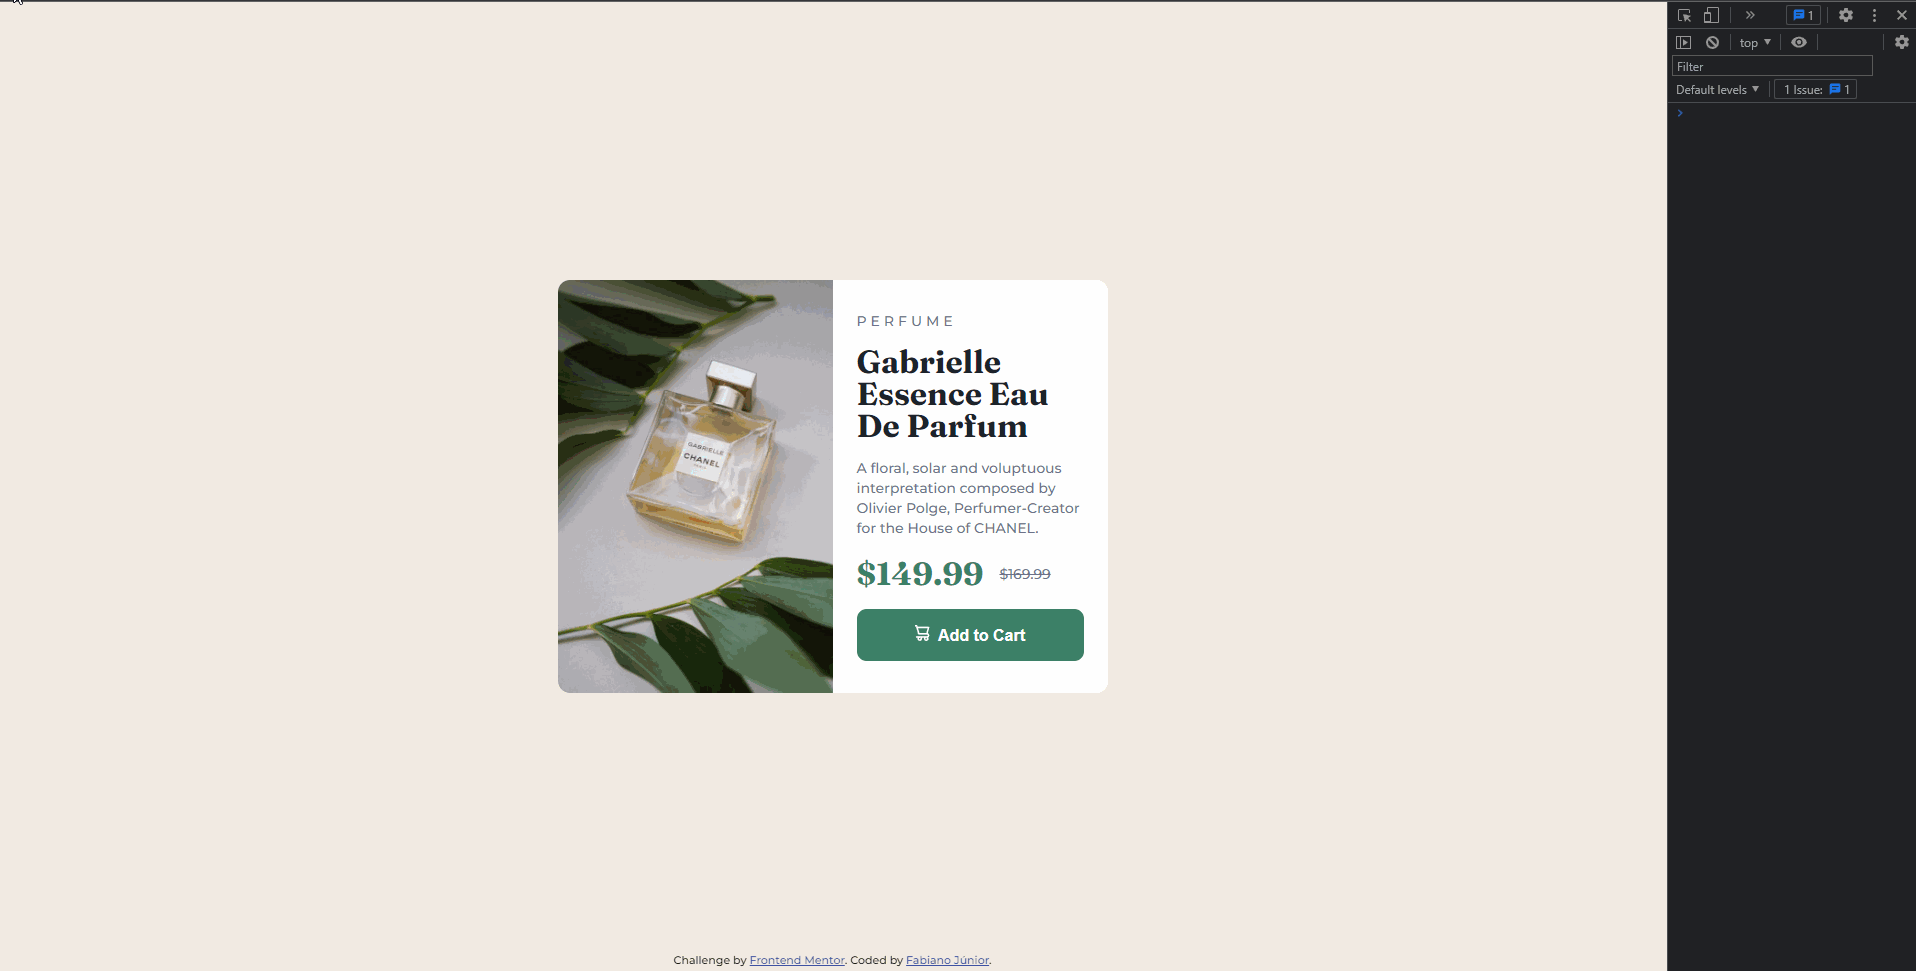 1
top
Filter
Default levels
1 Issue: 1
PERFUME
Gabrielle
Essence Eau
De Parfum
A floral, solar and voluptuous
interpretation composed by
Olivier Polge, Perfumer-Creator
for the House of CHANEL.
$149.99 $169.99
Add to Cart
GABRIELLE
CHANEL
Challenge by Frontend Mentor. Coded by Fabiano Júnior.